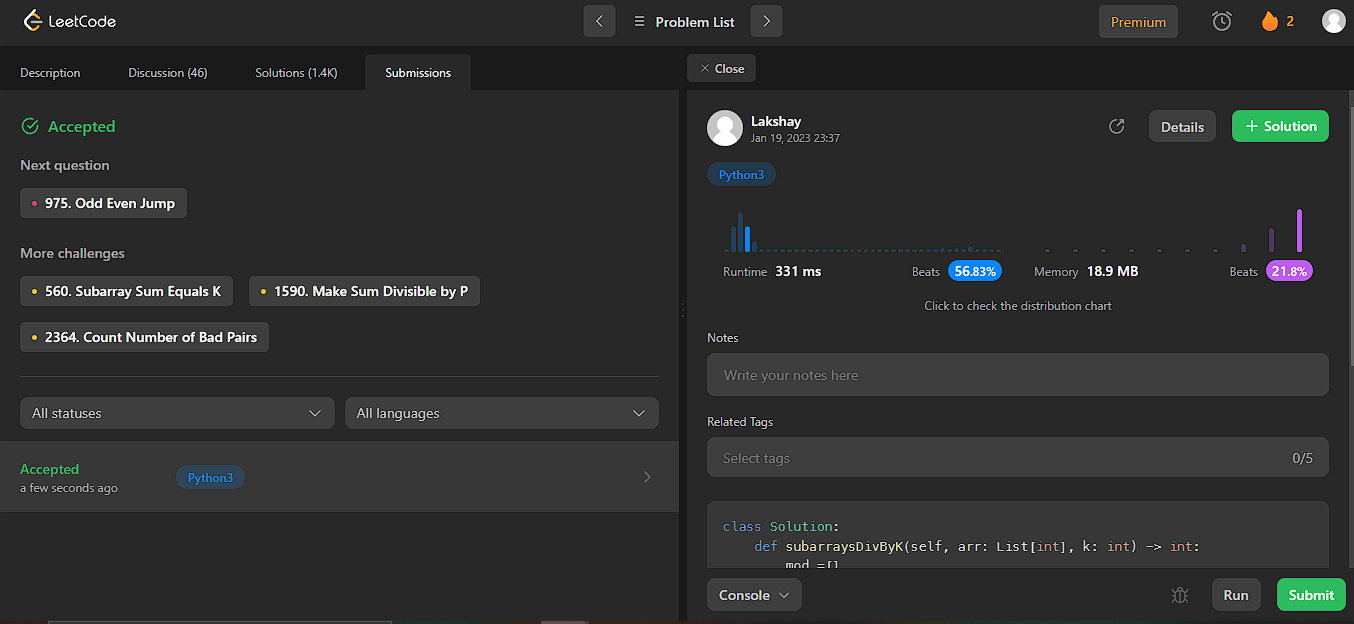 LeetCode
Problem List
Premium
2
Description
Discussion (46)
Solutions (1.4K)
Submissions
Accepted
Next question
975. Odd Even Jump
More challenges
560. Subarray Sum Equals K
1590. Make Sum Divisible by P
2364. Count Number of Bad Pairs
All statuses
All languages
Accepted
a few seconds ago
Python3
Close
Lakshay
Jan 19, 2023 23:37
Details
+ Solution
Python3
Runtime 331 ms
Beats 56.83%
Memory 18.9 MB
Beats 21.8%
Click to check the distribution chart
Notes
Write your notes here
Related Tags
Select tags
0/5
class Solution:
def subarraysDivByK(self, arr: List[int], k: int) -> int:
mod =[]
Console
Run
Submit